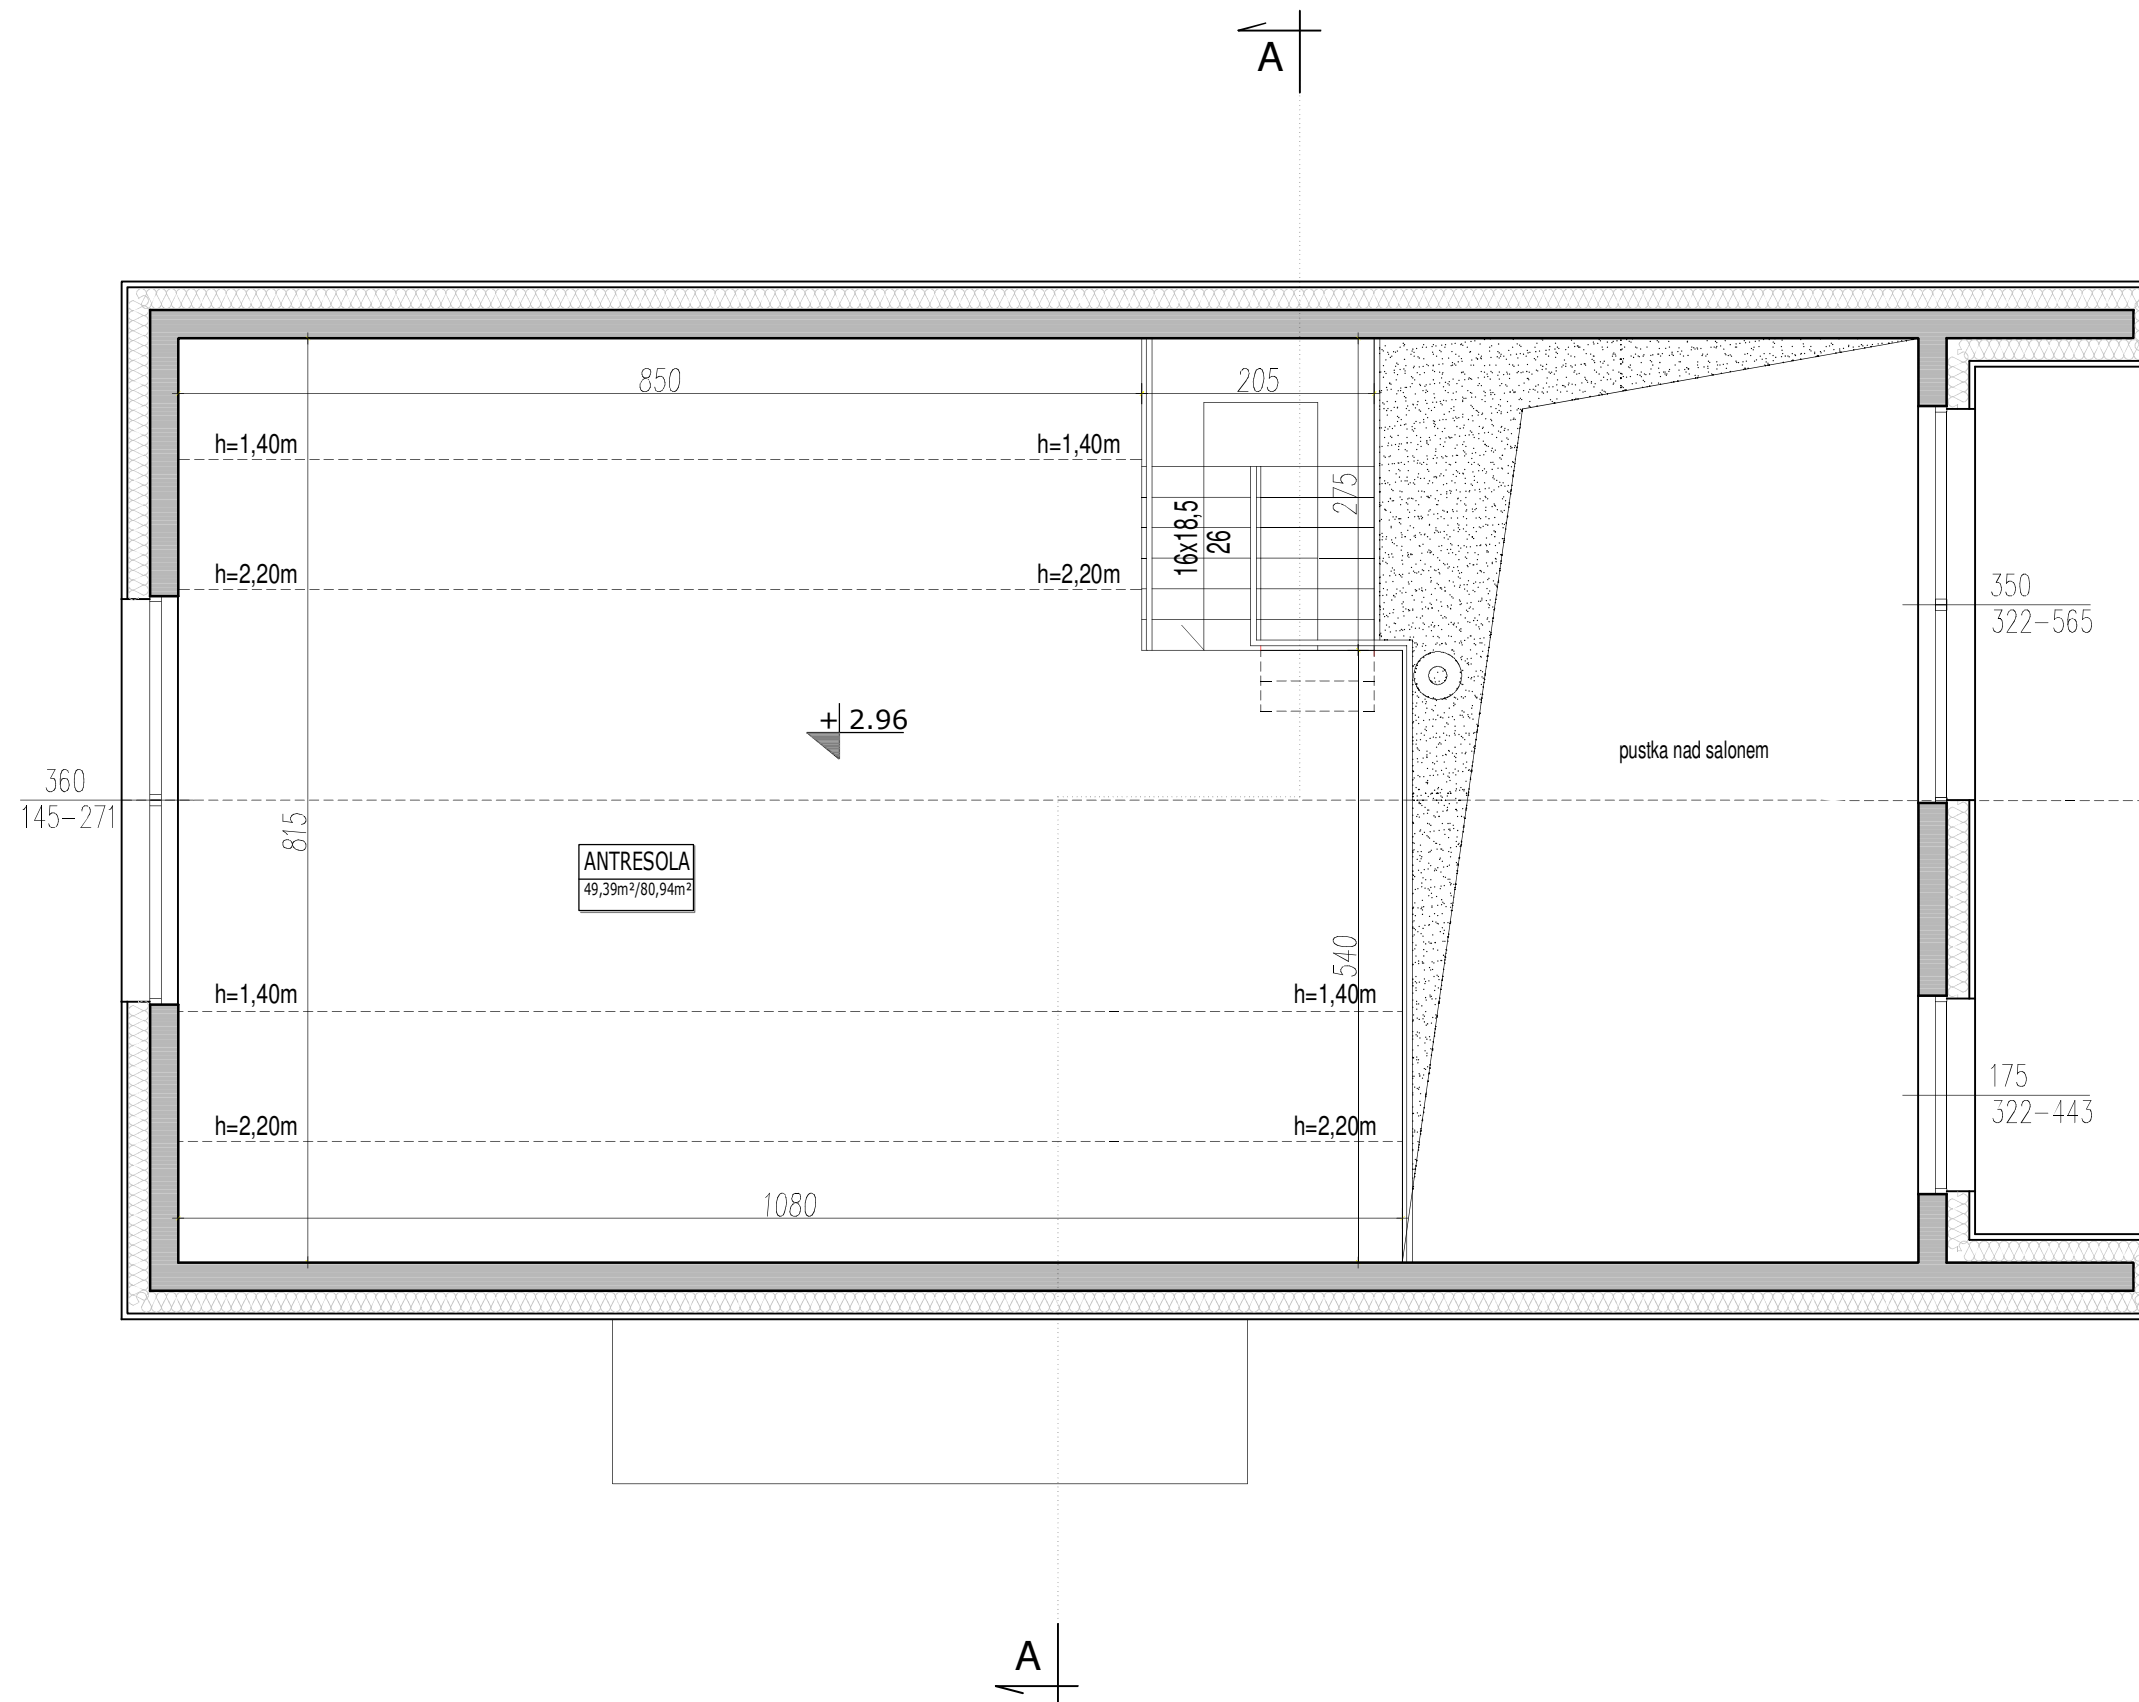 A
850
205
h=1,40m
h=1,40m
275
16x18,5
26
h=2,20m
h=2,20m
350
322-565
+ 2.96
pustka nad salonem
360
145-271
815
ANTRESOLA
49,39m²/80,94m²
540
h=1,40m
h=1,40m
175
322-443
h=2,20m
h=2,20m
1080
A